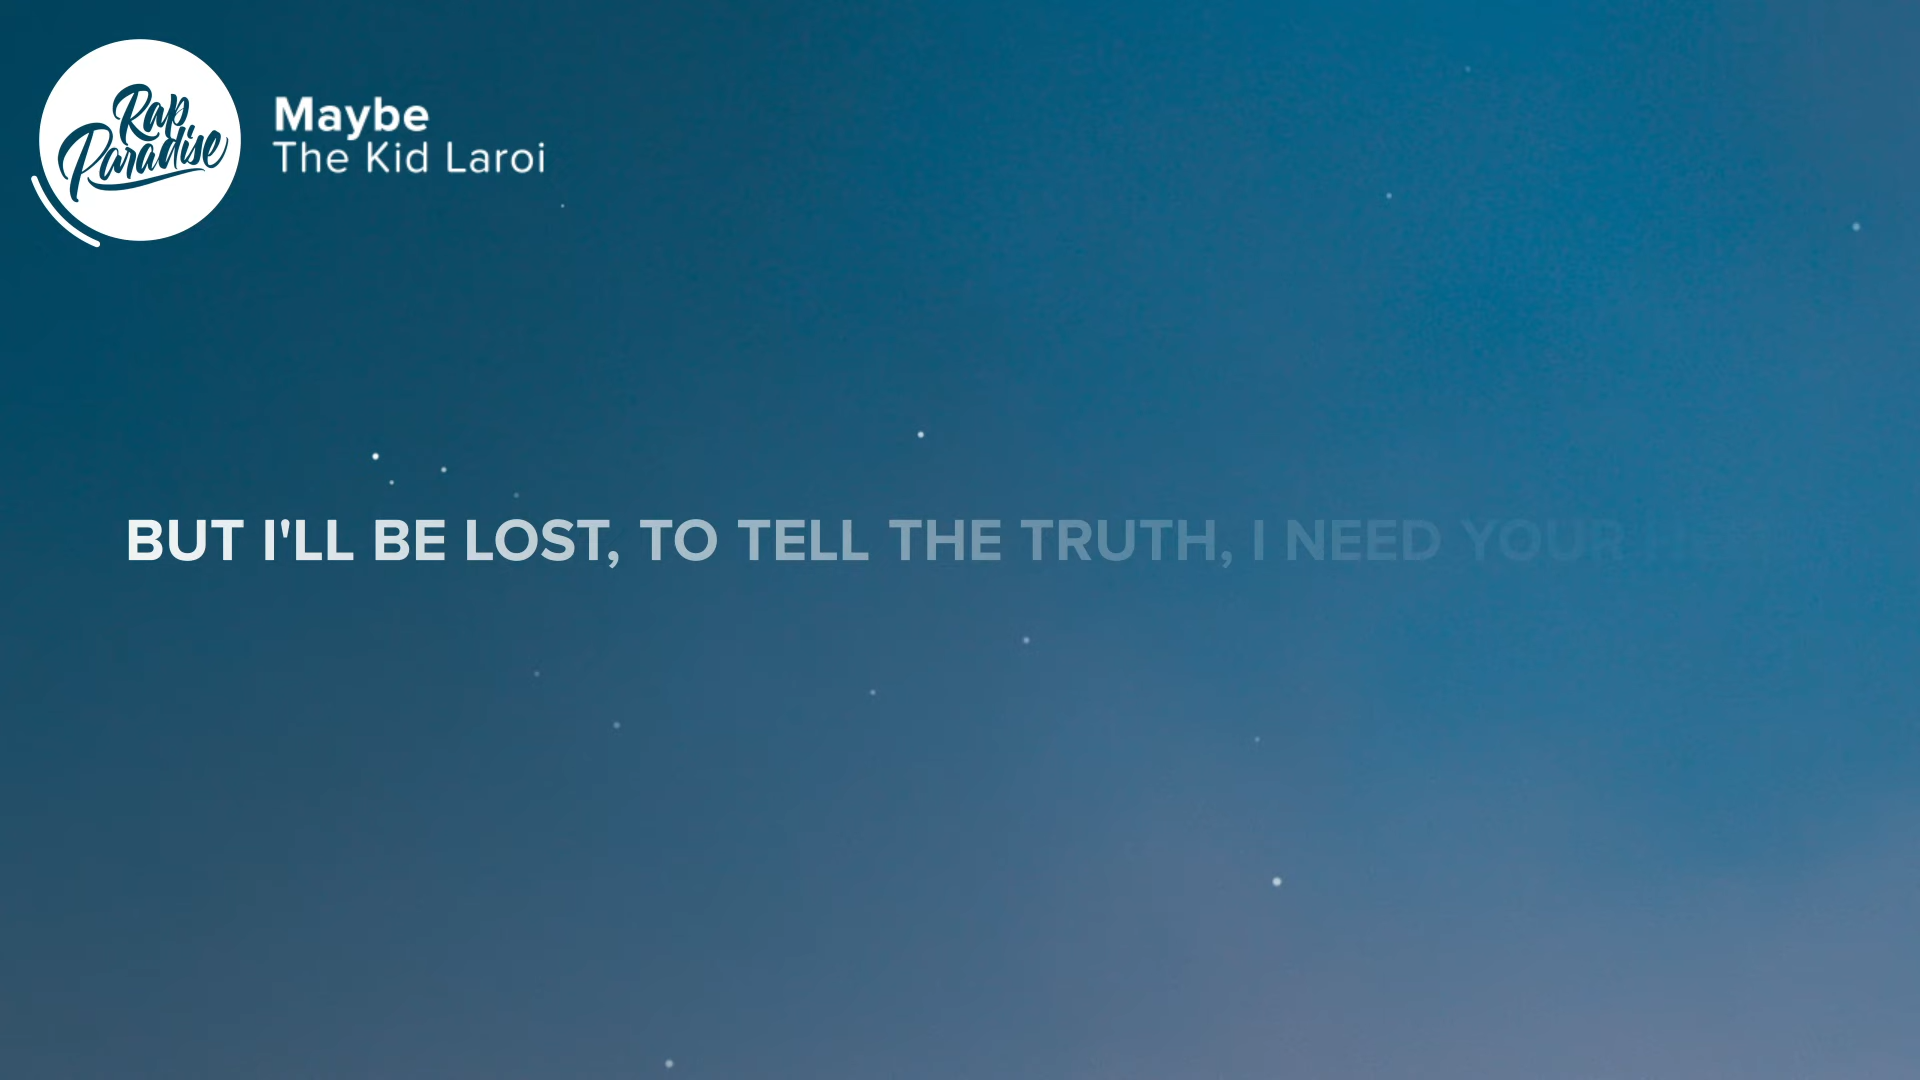 Rap
Paradise
Maybe
The Kid Laroi
BUT I'LL BE LOST, TO TELL THE TRUTH, I NEED YOUR